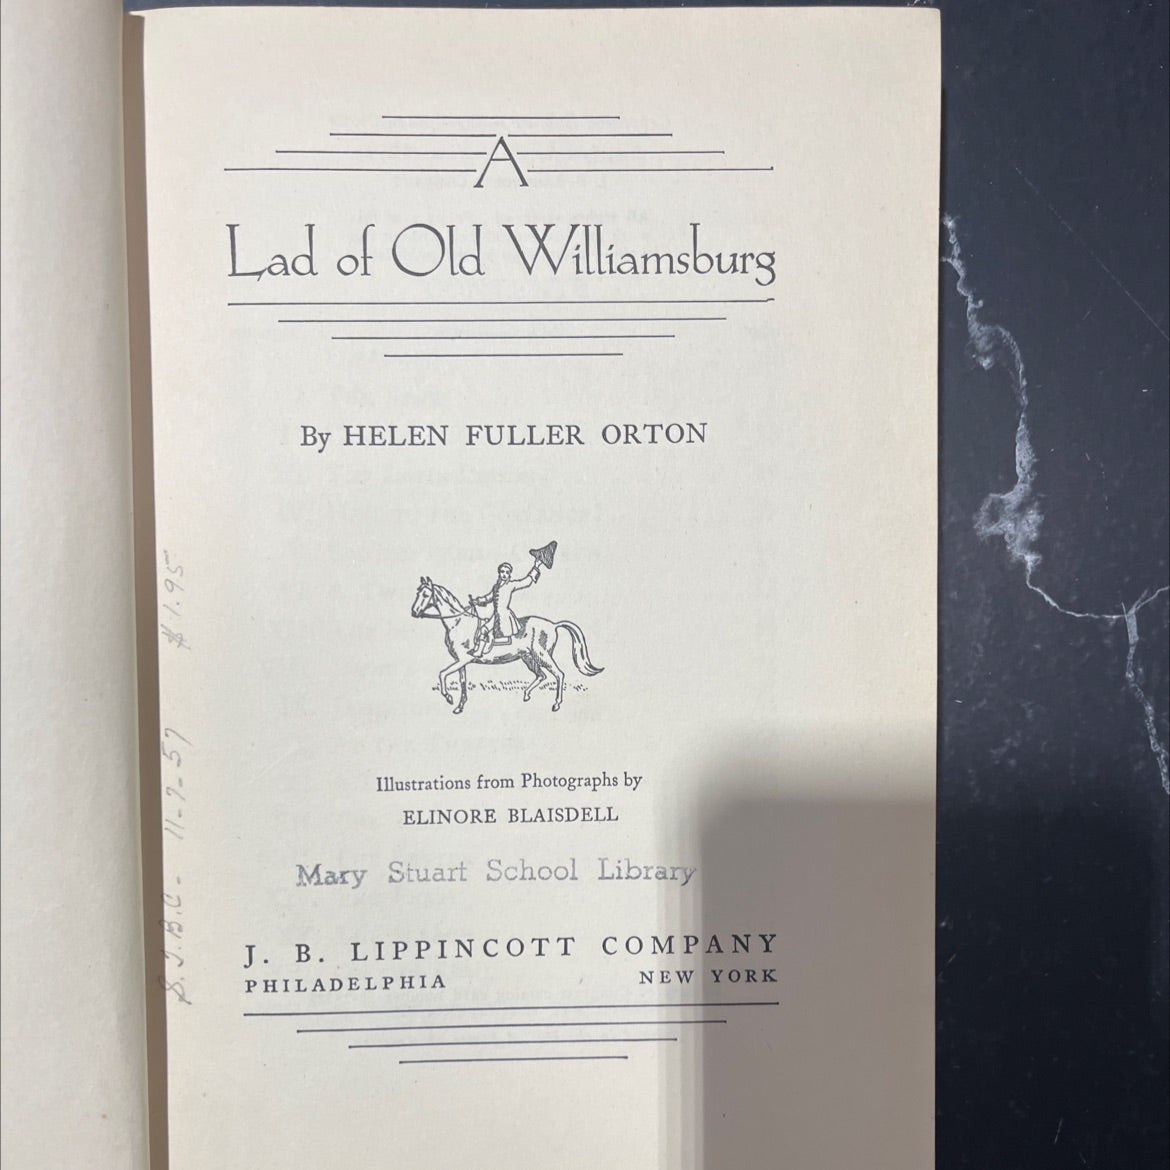 A
Lad of Old Williamsburg
By HELEN FULLER ORTON
Illustrations from Photographs by
ELINORE BLAISDELL
Mary Stuart School Library
J. B. LIPPINCOTT COMPANY
PHILADELPHIA NEW YORK
S.J.B.C. - 11-7-57 $1.95